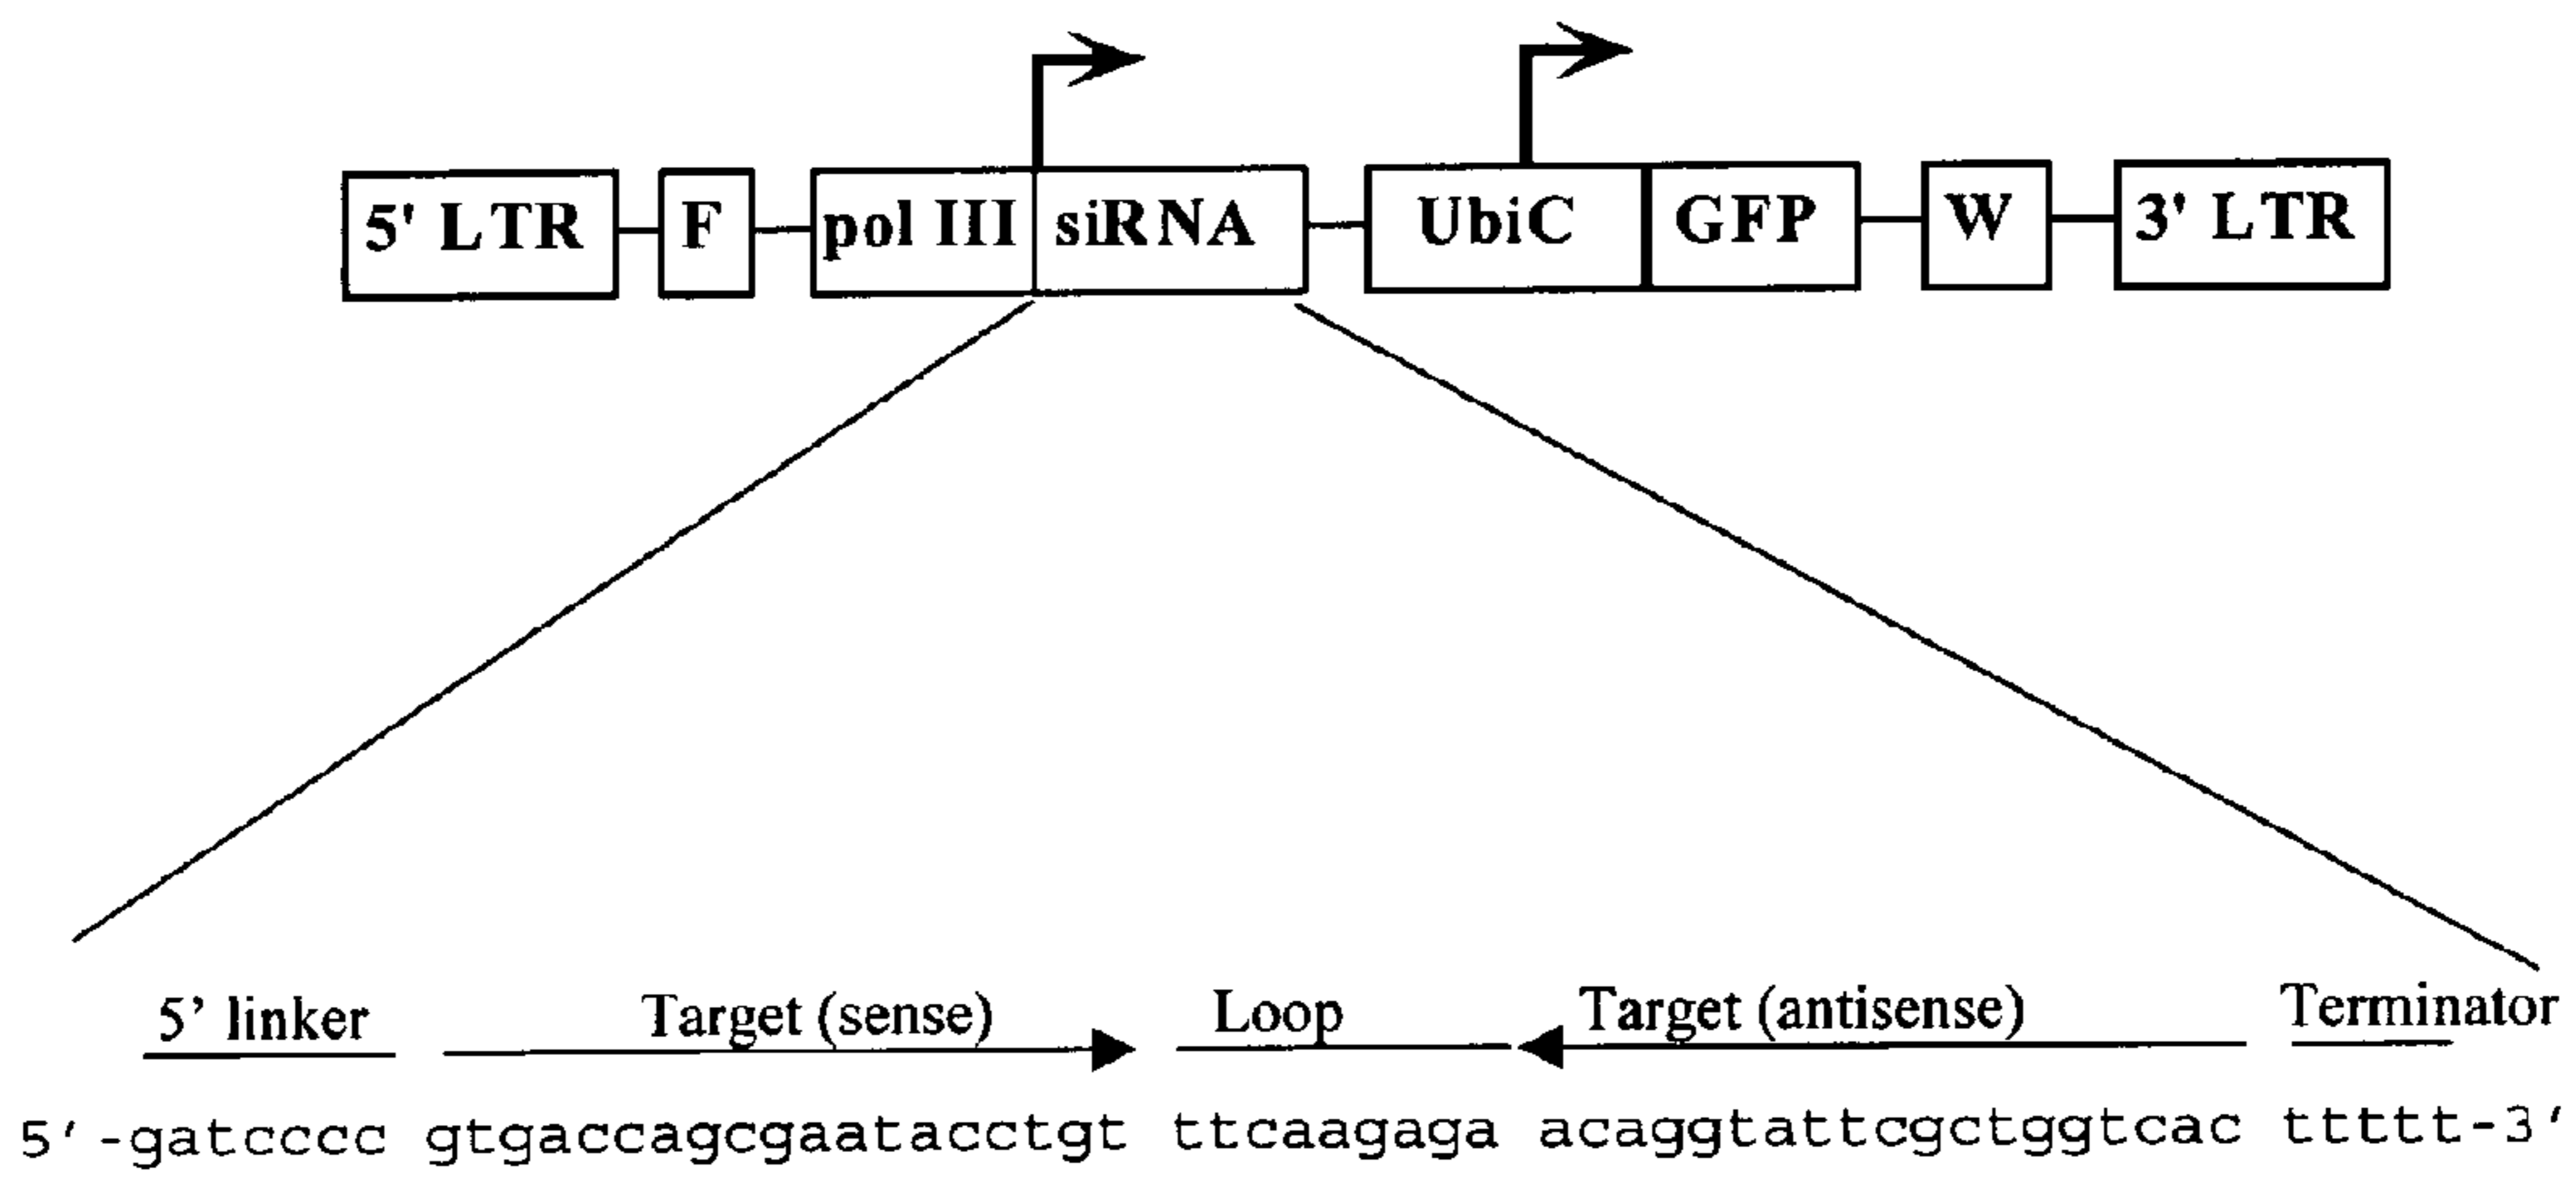 5' LTR F pol III siRNA UbiC GFP W 3' LTR
5’ linker Target (sense) Loop Target (antisense) Terminator
5'-gatcccc gtgaccagcgaatacctgt ttcaagaga acaggtattcgctggtcac ttttt-3'